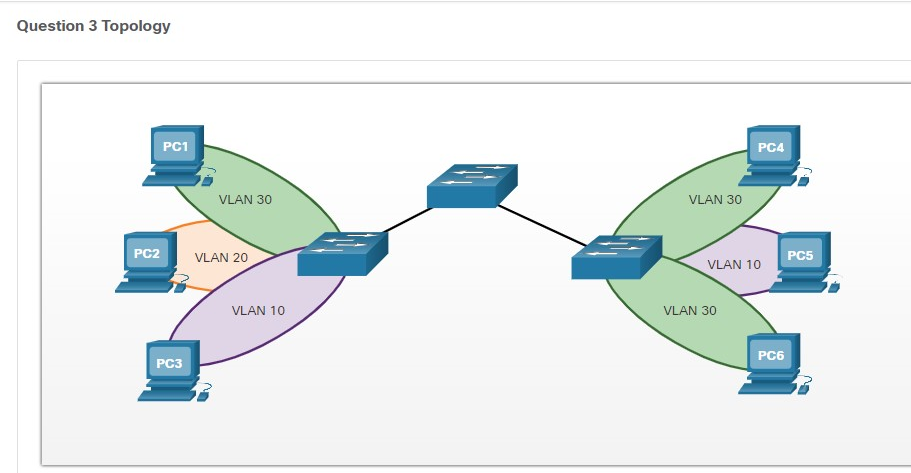 Question 3 Topology
PC1
PC4
VLAN 30
VLAN 30
PC2
VLAN 20
PC5
VLAN 10
VLAN 10
VLAN 30
PC3
PC6